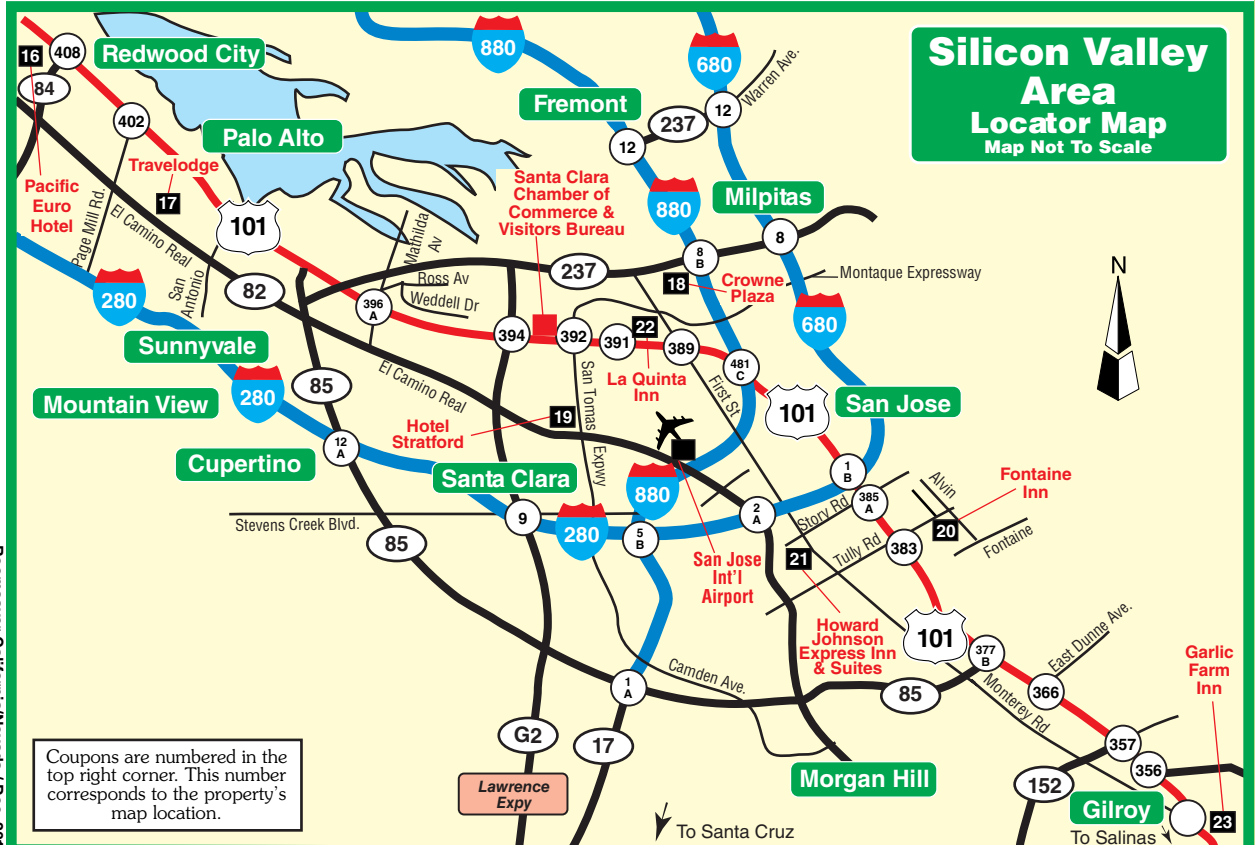 Silicon Valley
Area
Locator Map
Map Not To Scale
880
680
Warren Ave.
16
408
Redwood City
84
402
Fremont
237
12
12
Palo Alto
Travelodge
17
Pacific
Euro
Hotel
Page Mill Rd.
El Camino Real
101
Santa Clara
Chamber of
Commerce &
Visitors Bureau
880
Milpitas
Mathilda
Av
8
8
B
237
Ross Av
Weddell Dr
18
Crowne
Plaza
Montaque Expressway
N
280
San
Antonio
82
396
A
394
392
391
22
389
481
C
680
Sunnyvale
La Quinta
Inn
El Camino Real
San Tomas Expwy
First St
85
280
Mountain View
101
San Jose
19
Hotel
Stratford
12
A
Cupertino
Santa Clara
880
1
B
Story Rd
385
A
Alvin
Fontaine
Inn
20
Fontaine
2
A
Stevens Creek Blvd.
9
280
5
B
85
21
Tully Rd
383
San Jose
Int'l
Airport
Howard
Johnson
Express Inn
& Suites
101
East Dunne Ave.
377
B
Garlic
Farm
Inn
1
A
Camden Ave.
85
Monterey Rd
366
G2
17
357
356
Lawrence
Expy
Morgan Hill
152
Gilroy
23
To Santa Cruz
To Salinas
Coupons are numbered in the
top right corner. This number
corresponds to the property's
map location.